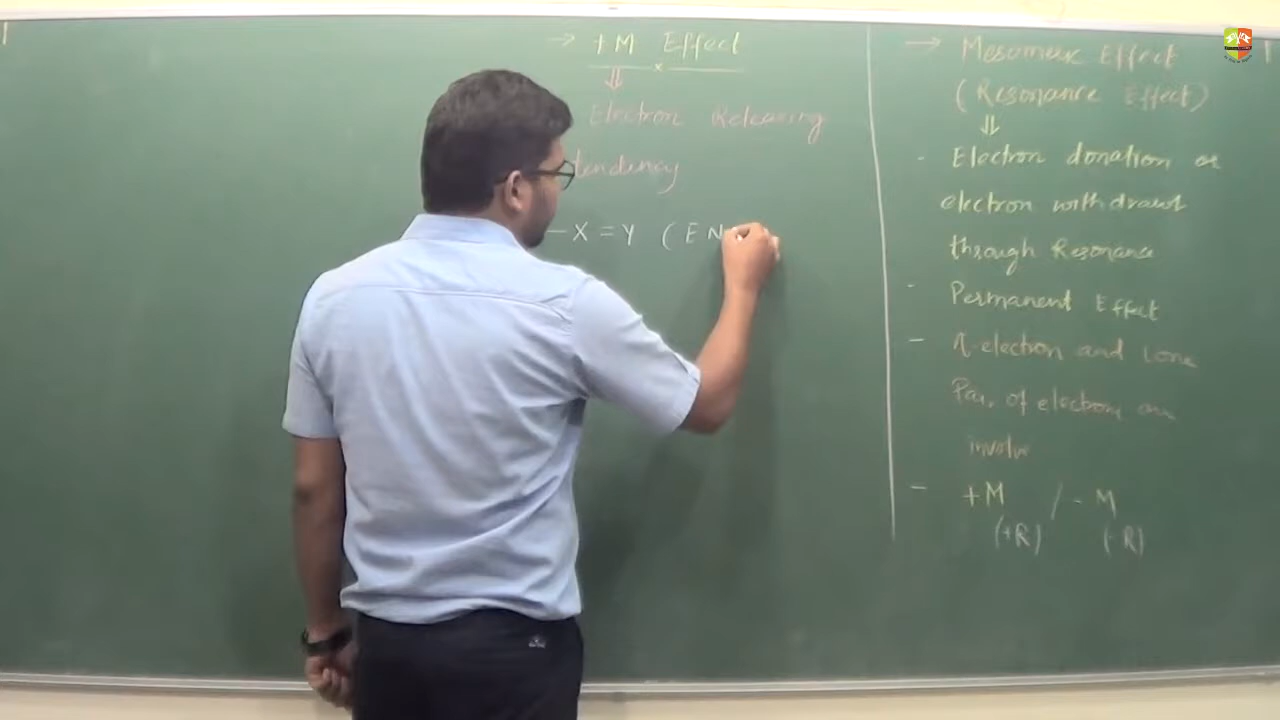 → +M Effect
⇓
Electron Releasing
tendency
– X = Y ( E N
→ Mesomeric Effect
( Resonance Effect )
⇓
· Electron donation or
electron withdrawl
through Resonance
- Permanent Effect
- π-electron and Lone
Pair of electron are
involve
- +M / - M
(+R) (-R)